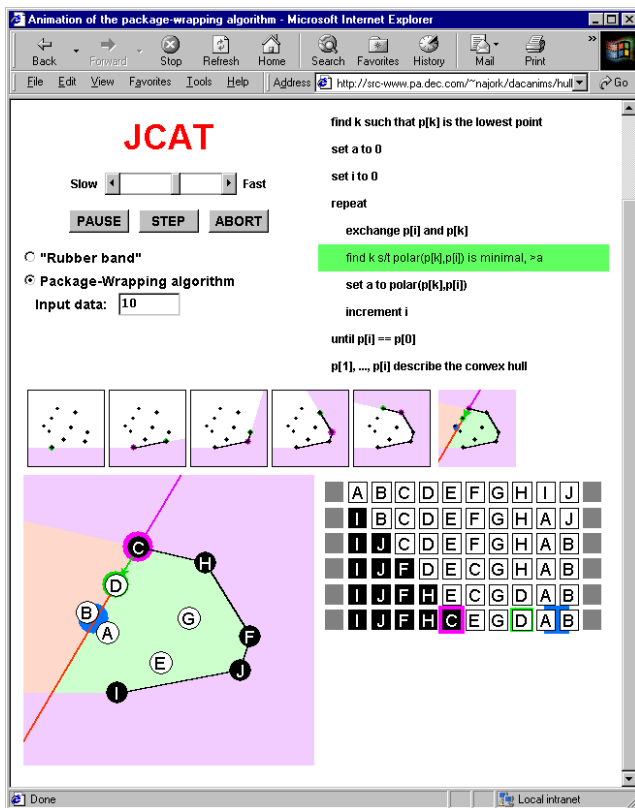 Animation of the package-wrapping algorithm - Microsoft Internet Explorer
Back Forward Stop Refresh Home Search Favorites History Mail Print »
File Edit View Favorites Tools Help Address http://src-www.pa.dec.com/~najork/dacanims/hull Go
JCAT
Slow Fast
PAUSE STEP ABORT
"Rubber band"
Package-Wrapping algorithm
Input data: 10
find k such that p[k] is the lowest point
set a to 0
set i to 0
repeat
exchange p[i] and p[k]
find k s/t polar(p[k],p[i]) is minimal, >a
set a to polar(p[k],p[i])
increment i
until p[i] == p[0]
p[1], ..., p[i] describe the convex hull
C
H
D
B
A
G
F
E
J
I
A B C D E F G H I J
I B C D E F G H A J
I J C D E F G H A B
I J F D E C G H A B
I J F H E C G D A B
I J F H C E G D A B
Done Local intranet